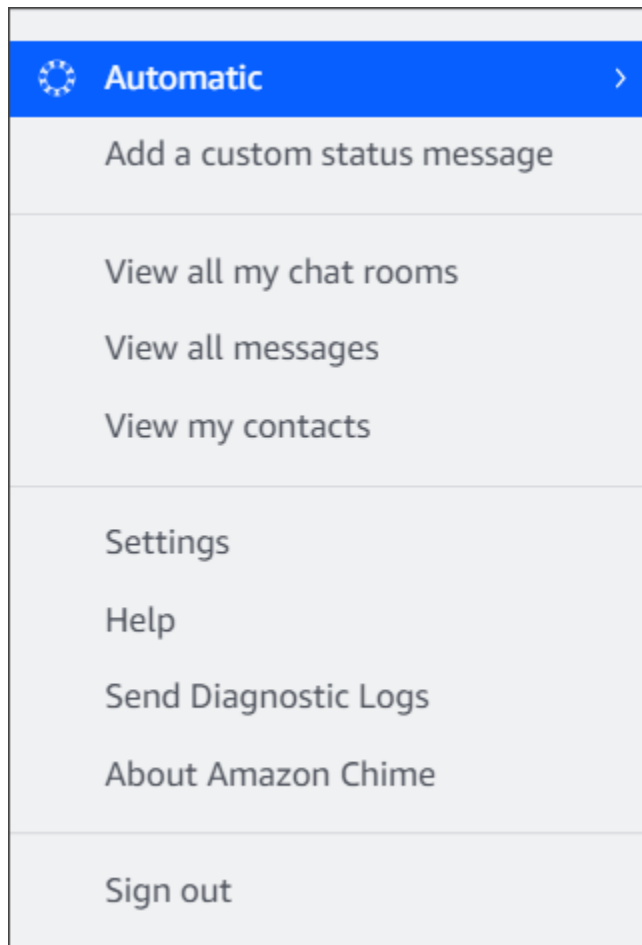 Automatic
Add a custom status message
View all my chat rooms
View all messages
View my contacts
Settings
Help
Send Diagnostic Logs
About Amazon Chime
Sign out